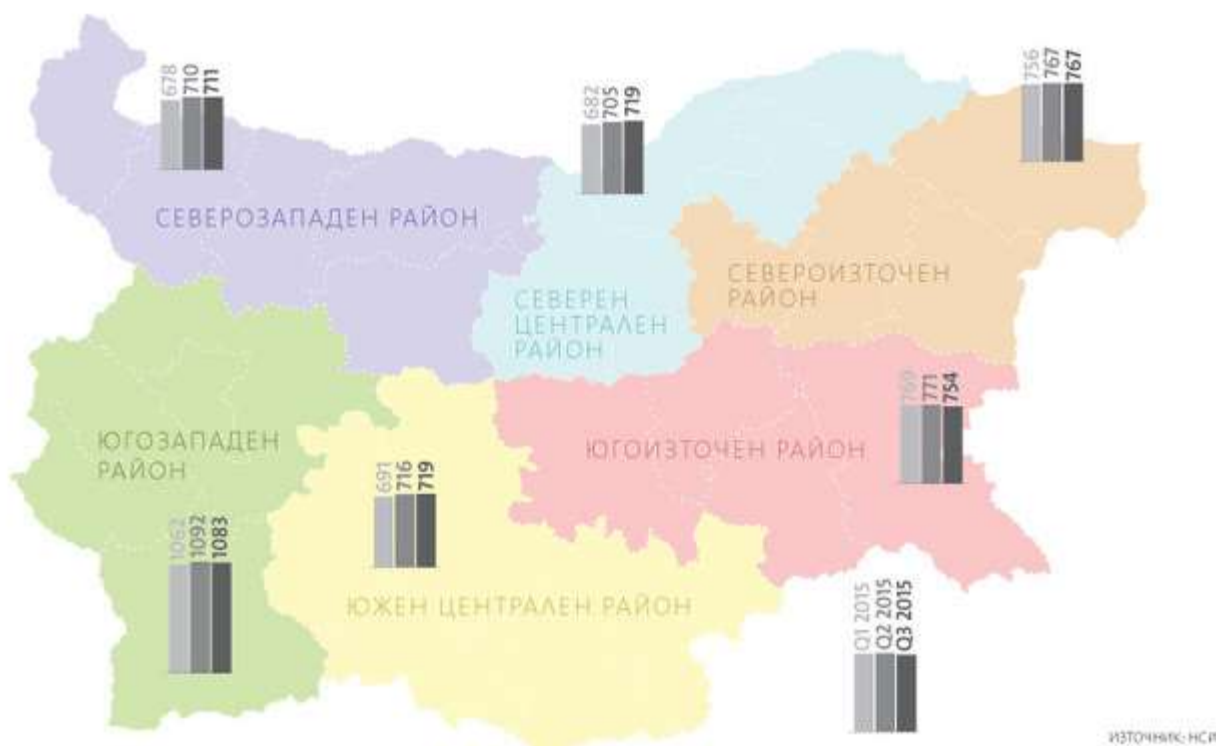 678
710
711
682
705
719
756
767
767
СЕВЕРОЗАПАДЕН РАЙОН
СЕВЕРЕН
ЦЕНТРАЛЕН
РАЙОН
СЕВЕРОИЗТОЧЕН
РАЙОН
769
771
754
ЮГОЗАПАДЕН
РАЙОН
ЮГОИЗТОЧЕН РАЙОН
691
716
719
1062
1092
1083
ЮЖЕН ЦЕНТРАЛЕН РАЙОН
Q1 2015
Q2 2015
Q3 2015
ИЗТОЧНИК: НСИ